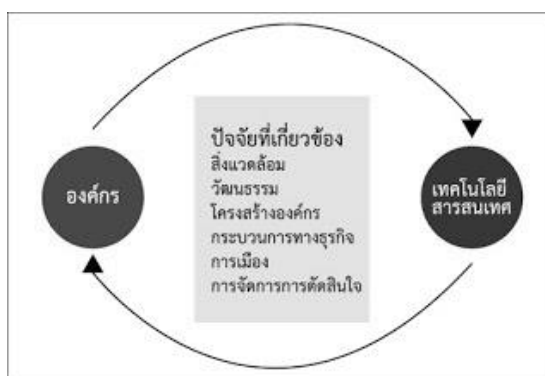 องค์กร
ปัจจัยที่เกี่ยวข้อง
สิ่งแวดล้อม
วัฒนธรรม
โครงสร้างองค์กร
กระบวนการทางธุรกิจ
การเมือง
การจัดการการตัดสินใจ
เทคโนโลยี
สารสนเทศ